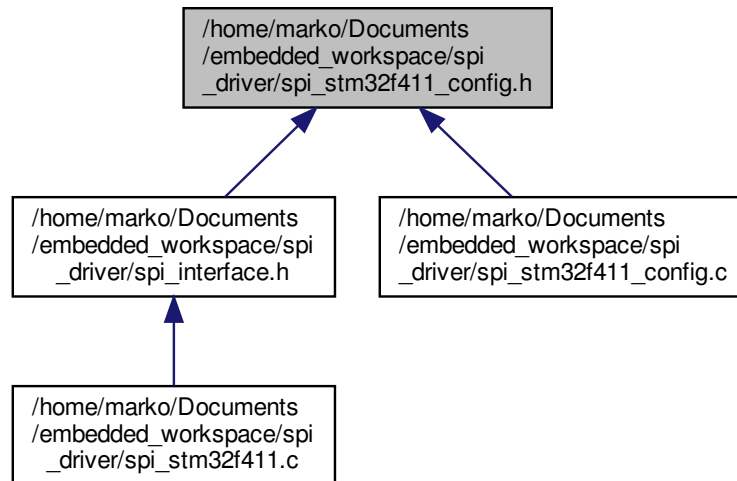 /home/marko/Documents
/embedded_workspace/spi
_driver/spi_stm32f411_config.h
/home/marko/Documents
/embedded_workspace/spi
_driver/spi_interface.h
/home/marko/Documents
/embedded_workspace/spi
_driver/spi_stm32f411_config.c
/home/marko/Documents
/embedded_workspace/spi
_driver/spi_stm32f411.c